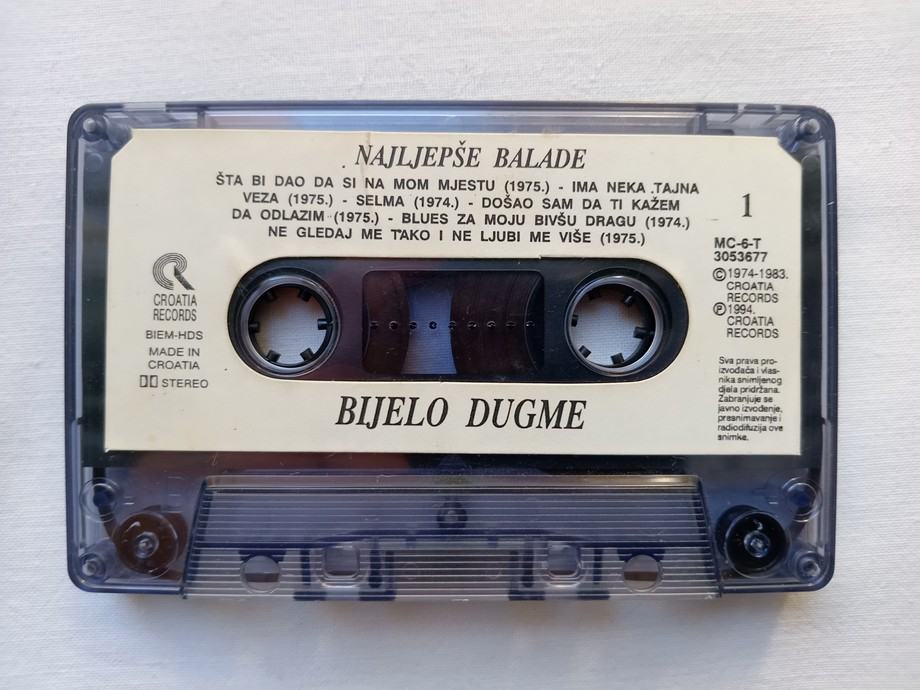 NAJLJEPŠE BALADE
ŠTA BI DAO DA SI NA MOM MJESTU (1975.) - IMA NEKA TAJNA
VEZA (1975.) - SELMA (1974.) - DOŠAO SAM DA TI KAŽEM
DA ODLAZIM (1975.) - BLUES ZA MOJU BIVŠU DRAGU (1974.)
NE GLEDAJ ME TAKO I NE LJUBI ME VIŠE (1975.)
1
MC-6-T
3053677
©1974-1983.
CROATIA
RECORDS
℗1994.
CROATIA
RECORDS
CROATIA
RECORDS
BIEM-HDS
MADE IN
CROATIA
STEREO
BIJELO DUGME
Sva prava pro-
izvođača i vlas-
nika snimljenog
djela pridržana.
Zabranjuje se
javno izvođenje,
presnimavanje i
radiodifuzija ove
snimke.